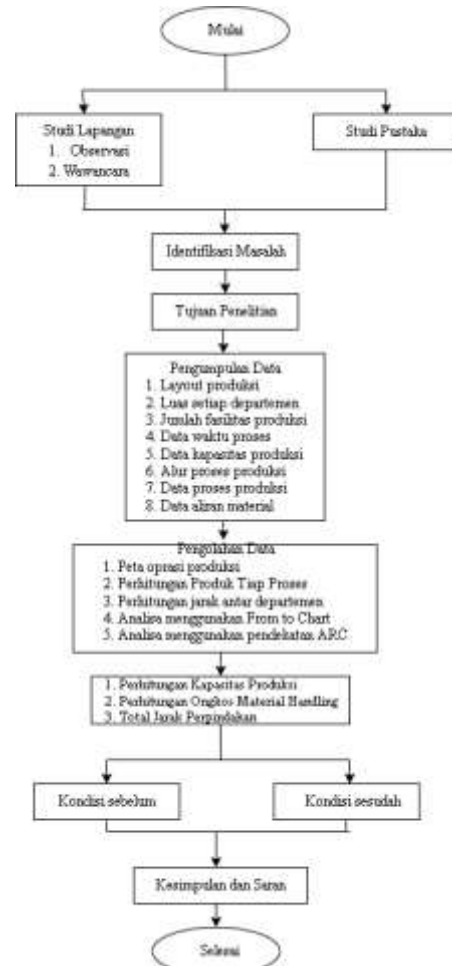 Mulai
Studi Lapangan
1. Observasi
2. Wawancara
Studi Pustaka
Identifikasi Masalah
Tujuan Penelitian
Pengumpulan Data
1. Layout produksi
2. Luas setiap departemen
3. Jumlah fasilitas produksi
4. Data waktu proses
5. Data kapasitas produksi
6. Alur proses produksi
7. Data proses produksi
8. Data aliran material
Pengolahan Data
1. Peta oprasi produksi
2. Perhitungan Produk Tiap Proses
3. Perhitungan jarak antar departemen
4. Analisa menggunakan From to Chart
5. Analisa menggunakan pendekatan ARC
1. Perhitungan Kapasitas Produksi
2. Perhitungan Ongkos Material Handling
3. Total Jarak Perpindakan
Kondisi sebelum
Kondisi sesudah
Kesimpulan dan Saran
Selesai